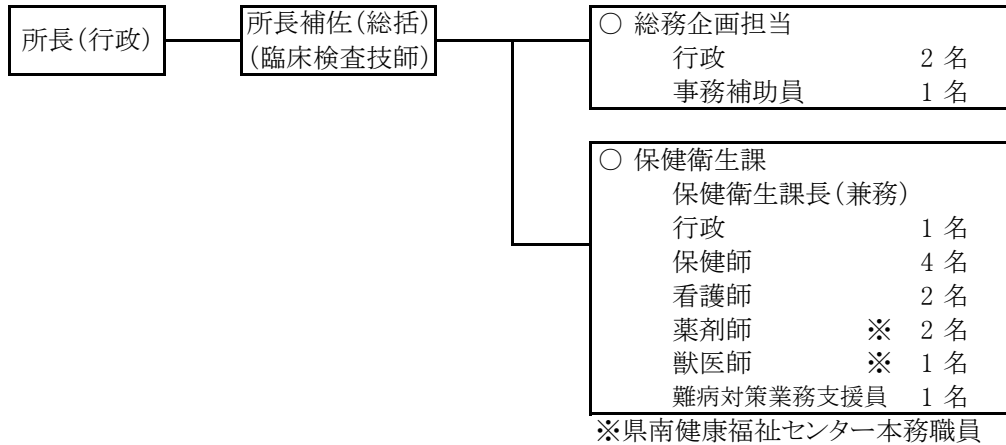 所長(行政)
所長補佐(総括)
(臨床検査技師)
○ 総務企画担当
行政 2 名
事務補助員 1 名
○ 保健衛生課
保健衛生課長(兼務)
行政 1 名
保健師 4 名
看護師 2 名
薬剤師 ※ 2 名
獣医師 ※ 1 名
難病対策業務支援員 1 名
※県南健康福祉センター本務職員